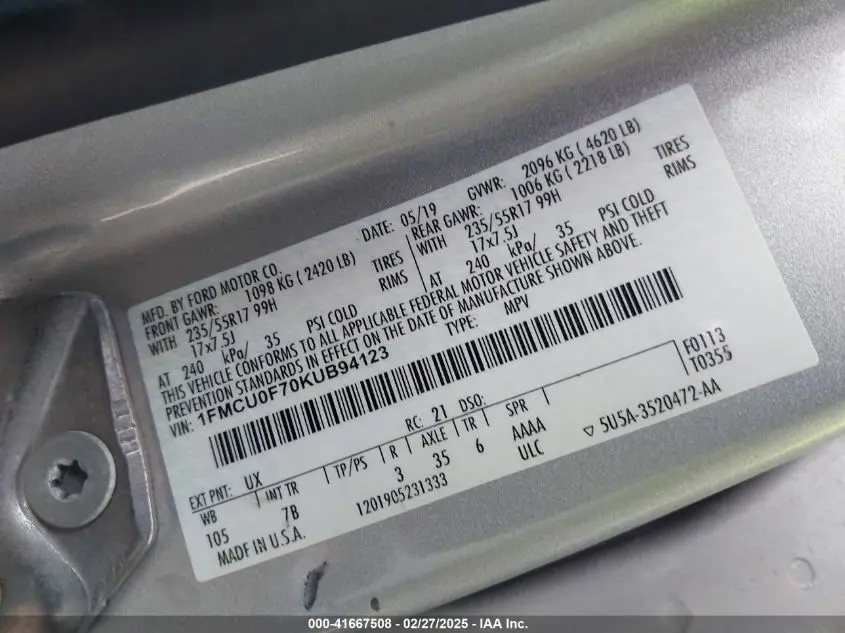 MFD. BY FORD MOTOR CO.
DATE: 05/19 GVWR: 2096 KG ( 4620 LB)
FRONT GAWR: 1098 KG ( 2420 LB) REAR GAWR: 1006 KG ( 2218 LB)
WITH 235/55R17 99H TIRES WITH 235/55R17 99H TIRES
17x7.5J RIMS 17x7.5J RIMS
AT 240 kPa/ 35 PSI COLD AT 240 kPa/ 35 PSI COLD
THIS VEHICLE CONFORMS TO ALL APPLICABLE FEDERAL MOTOR VEHICLE SAFETY AND THEFT
PREVENTION STANDARDS IN EFFECT ON THE DATE OF MANUFACTURE SHOWN ABOVE.
VIN: 1FMCU0F70KUB94123 TYPE: MPV
F0113
RC: 21 DSO: T0355
EXT PNT: UX
WB INT TR TP/PS R AXLE TR SPR
105 7B 3 35 6 AAAA
ULC
MADE IN U.S.A. 1201905231333 5U5A-3520472-AA
000-41667508 - 02/27/2025 - IAA Inc.